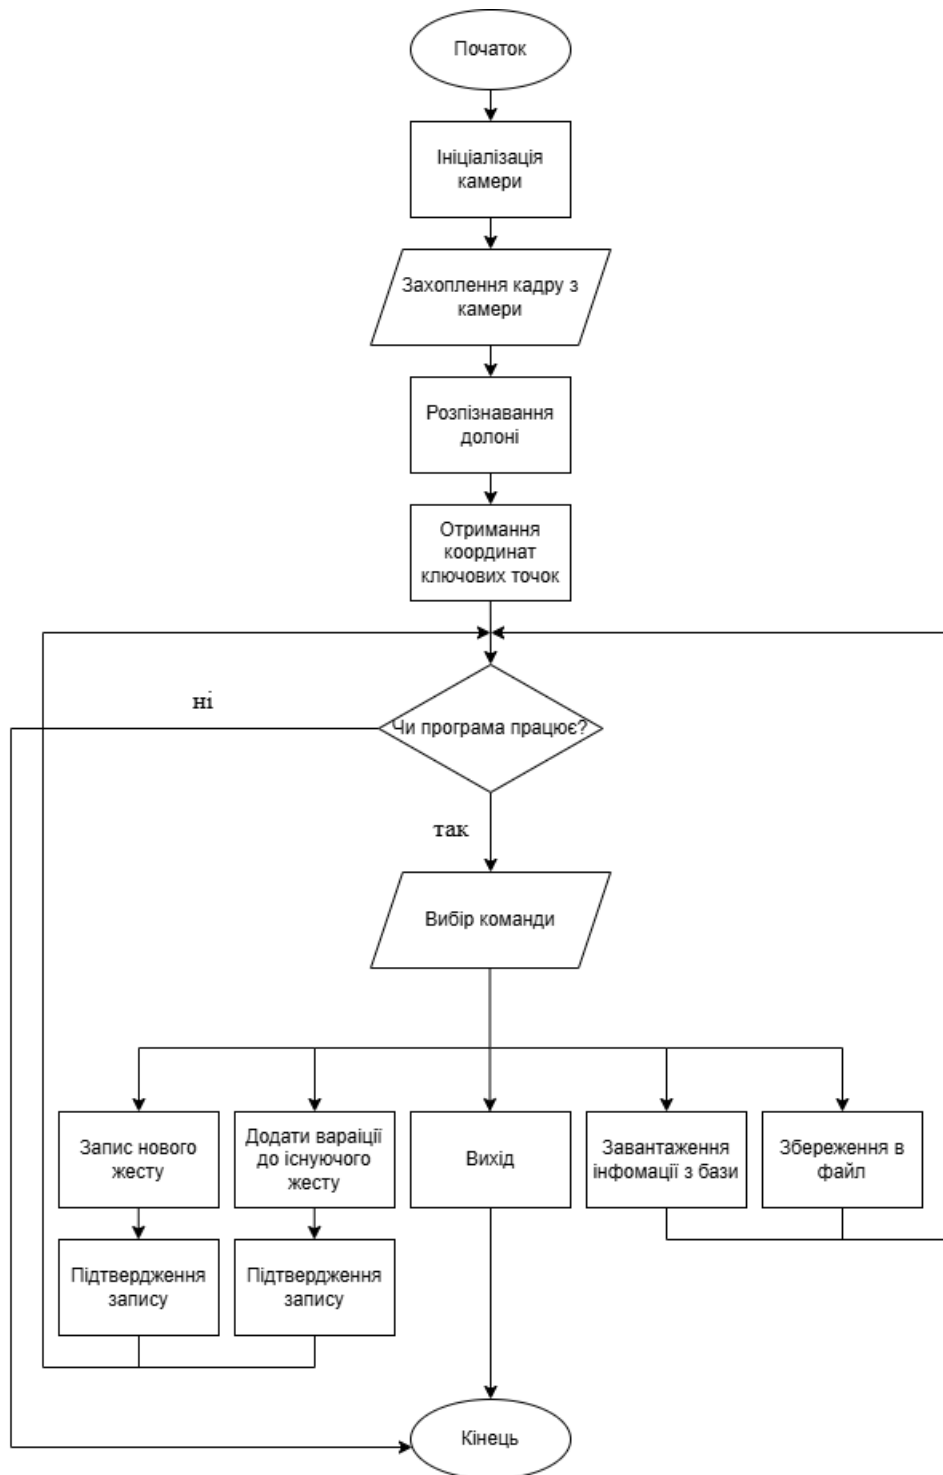 Початок
Ініціалізація
камери
Захоплення кадру з
камери
Розпізнавання
долоні
Отримання
координат
ключових точок
ні
Чи програма працює?
так
Вибір команди
Запис нового
жесту
Додати вараіції
до існуючого
жесту
Вихід
Завантаження
інфомації з бази
Збереження в
файл
Підтвердження
запису
Підтвердження
запису
Кінець